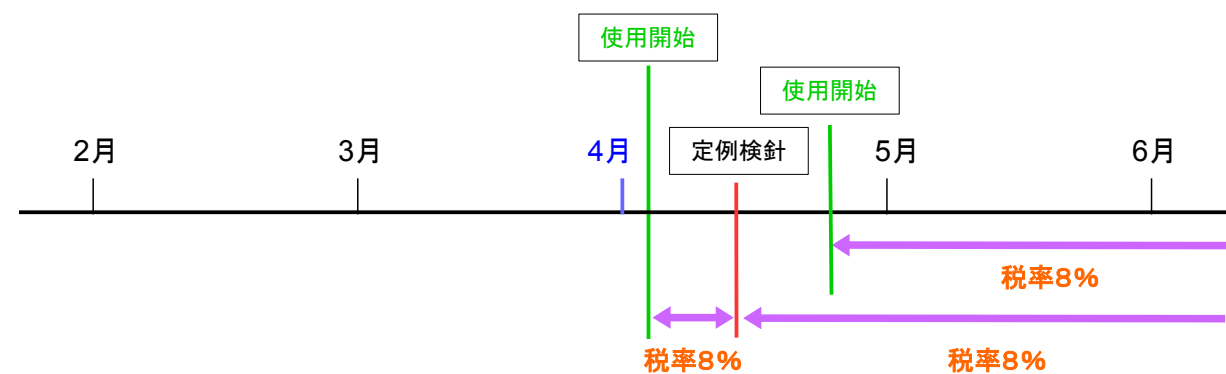 使用開始
使用開始
2月
3月
4月
定例検針
5月
6月
税率8%
税率8%
税率8%